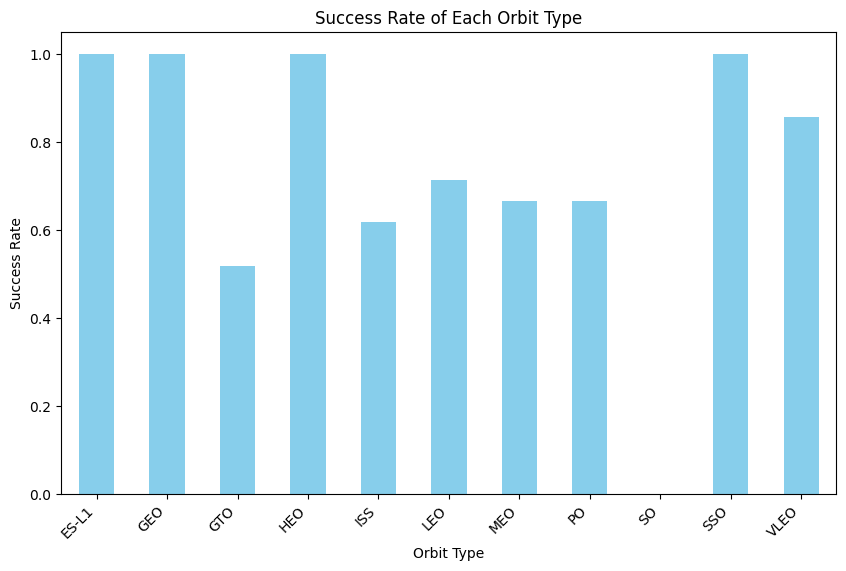 Success Rate of Each Orbit Type
1.0
0.8
0.6
0.4
0.2
0.0
Success Rate
ES-L1
GEO
GTO
HEO
ISS
LEO
MEO
PO
SO
SSO
VLEO
Orbit Type